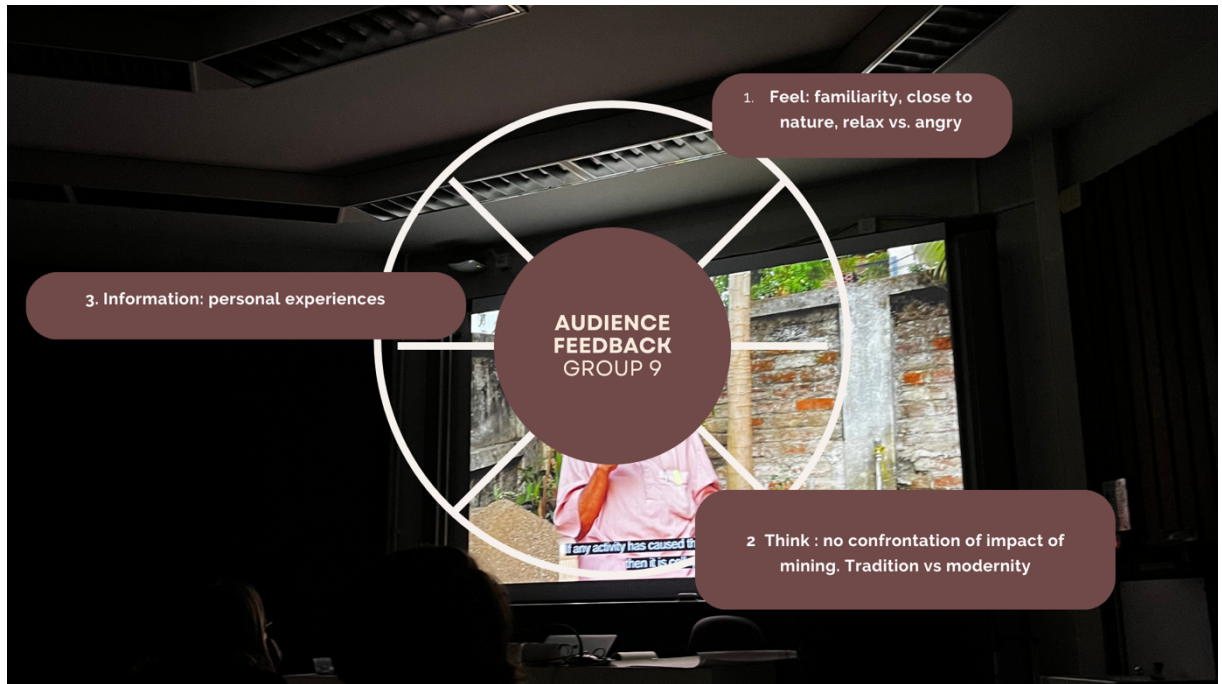 1. Feel: familiarity, close to
nature, relax vs. angry
3. Information: personal experiences
AUDIENCE
FEEDBACK
GROUP 9
2 Think : no confrontation of impact of
mining. Tradition vs modernity
If any activity has caused th
then it is